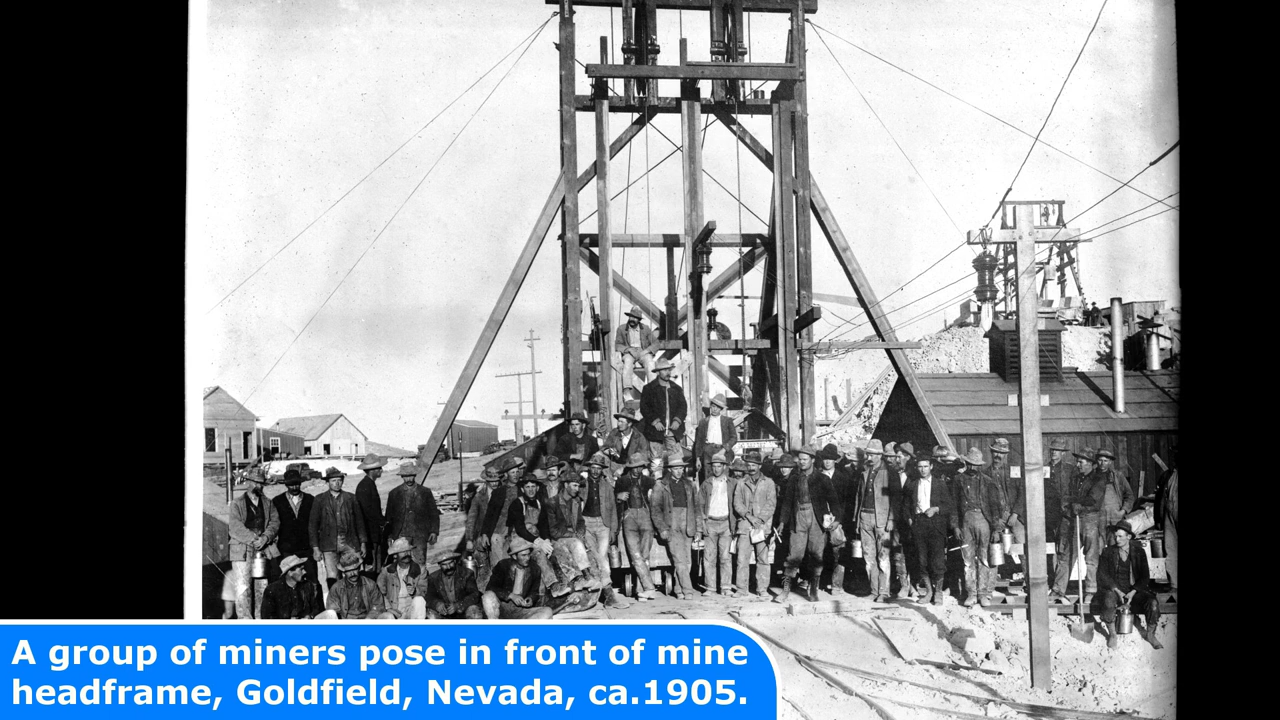 A group of miners pose in front of mine
headframe, Goldfield, Nevada, ca.1905.